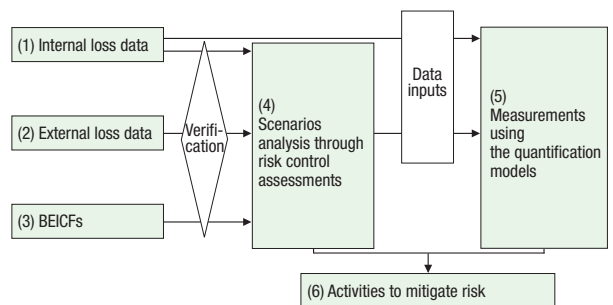 (1) Internal loss data
(2) External loss data
(3) BEICFs
Verifi-
cation
(4)
Scenarios
analysis through
risk control
assessments
Data
inputs
(5)
Measurements
using
the quantification
models
(6) Activities to mitigate risk